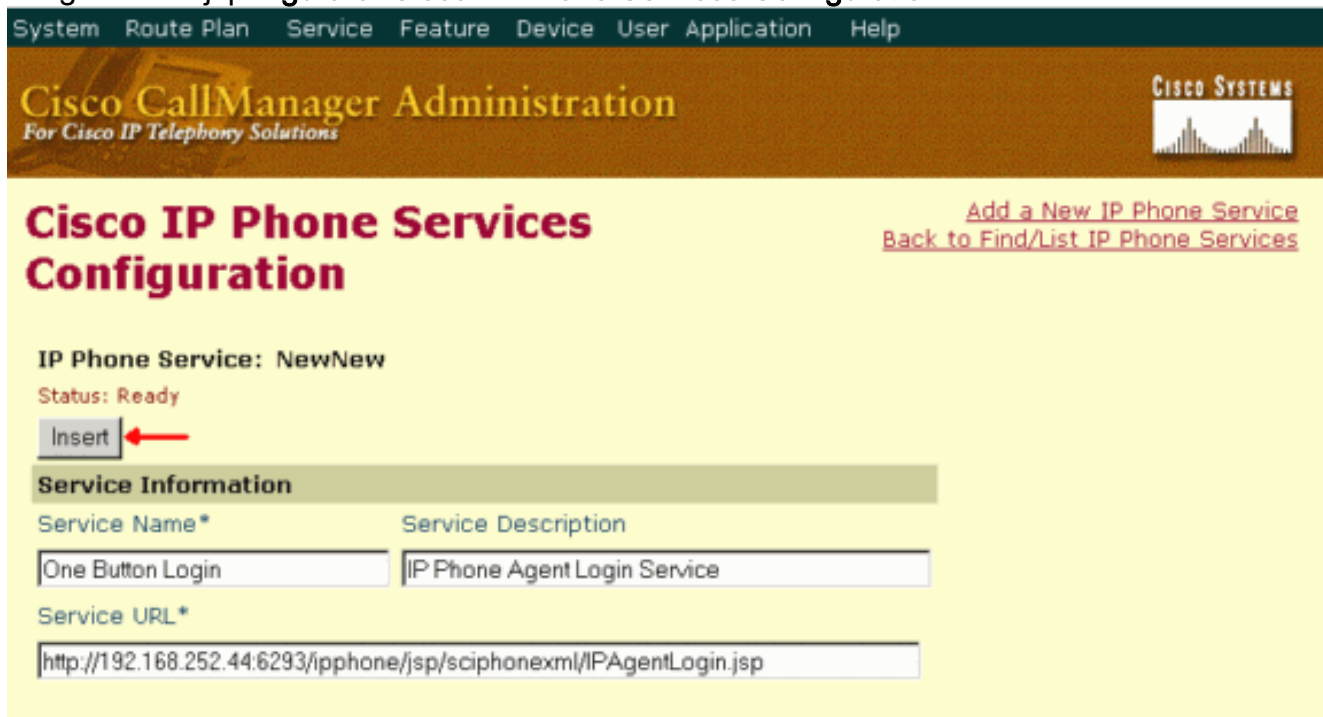 System Route Plan Service Feature Device User Application Help
Cisco CallManager Administration
For Cisco IP Telephony Solutions
CISCO SYSTEMS
Cisco IP Phone Services
Configuration
Add a New IP Phone Service
Back to Find/List IP Phone Services
IP Phone Service: NewNew
Status: Ready
Insert
Service Information
Service Name* Service Description
One Button Login IP Phone Agent Login Service
Service URL*
http://192.168.252.44:6293/ipphone/jsp/sciphonexml/IPAgentLogin.jsp